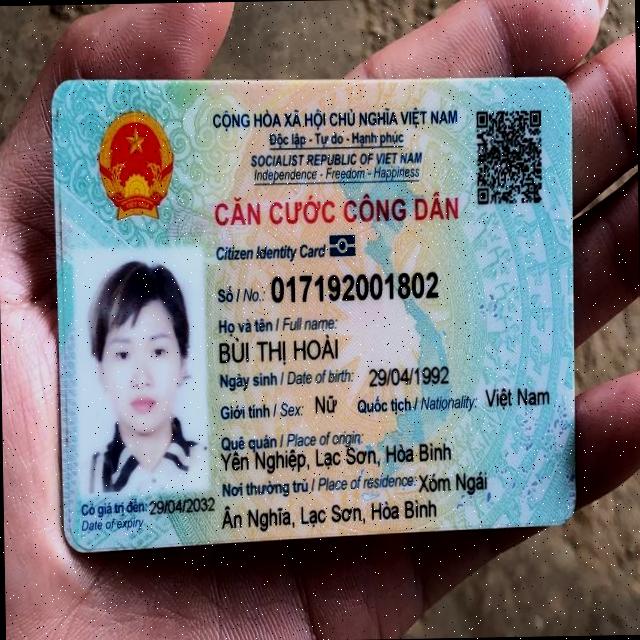 CỘNG HÒA XÃ HỘI CHỦ NGHĨA VIỆT NAM
Độc lập - Tự do - Hạnh phúc
SOCIALIST REPUBLIC OF VIET NAM
Independence - Freedom - Happiness
CĂN CƯỚC CÔNG DÂN
Citizen Identity Card
Số / No.: 017192001802
Họ và tên / Full name:
BÙI THỊ HOÀI
Ngày sinh / Date of birth: 29/04/1992
Giới tính / Sex: Nữ Quốc tịch / Nationality: Việt Nam
Quê quán / Place of origin:
Yên Nghiệp, Lạc Sơn, Hòa Bình
Nơi thường trú / Place of residence: Xóm Ngái
Ân Nghĩa, Lạc Sơn, Hòa Bình
Có giá trị đến: 29/04/2032
Date of expiry